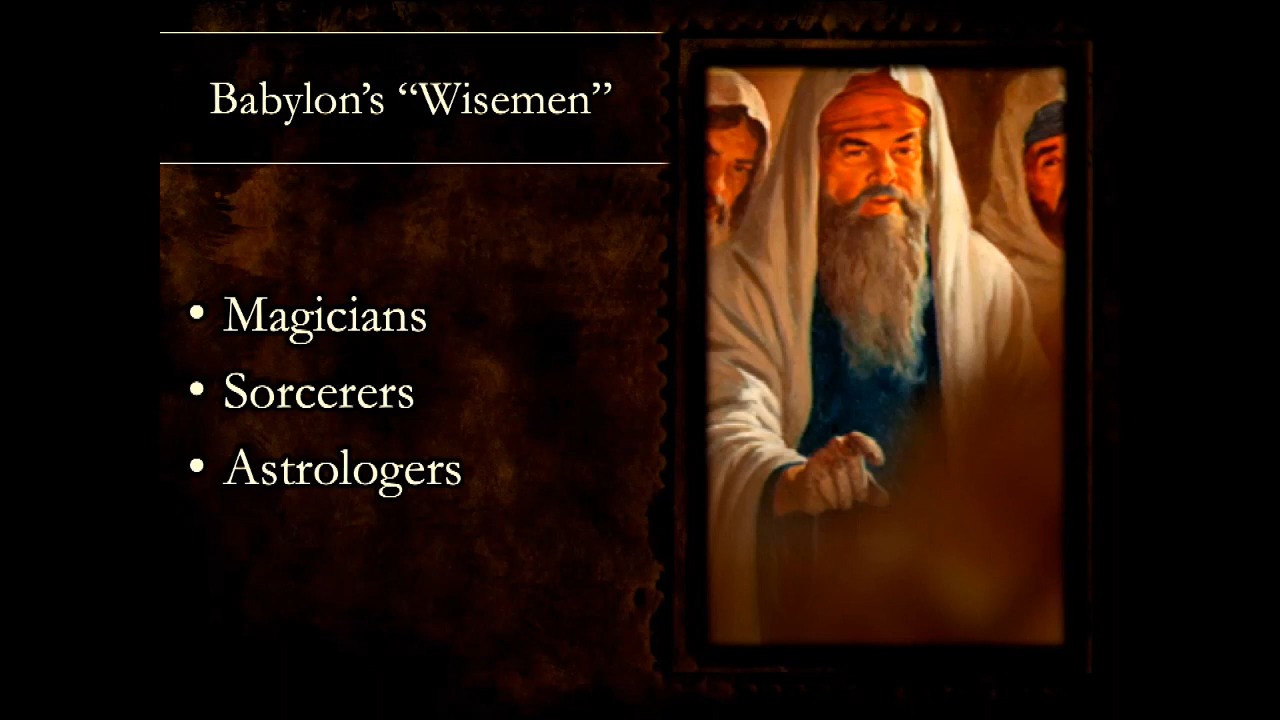 Babylon’s “Wisemen”
• Magicians
• Sorcerers
• Astrologers